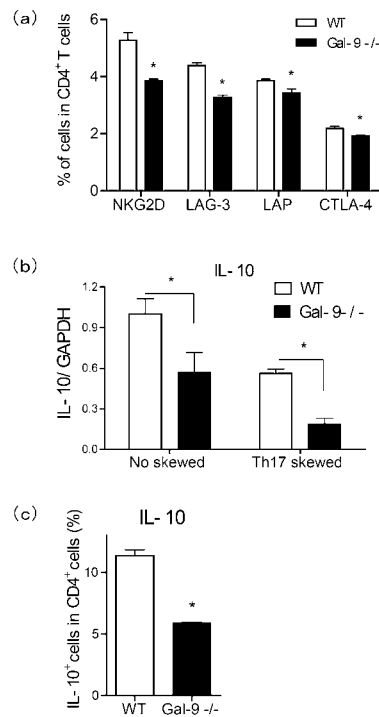 (a)
WT
Gal-9 -/-
% of cells in CD4⁺ T cells
6
4
2
0
*
*
*
*
NKG2D LAG-3 LAP CTLA-4
(b)
IL-10
WT
Gal-9-/-
IL-10/GAPDH
1.2
0.9
0.6
0.3
0.0
*
*
No skewed Th17 skewed
(c)
IL-10
IL-10⁺ cells in CD4⁺ cells (%)
10
5
0
*
WT Gal-9 -/-